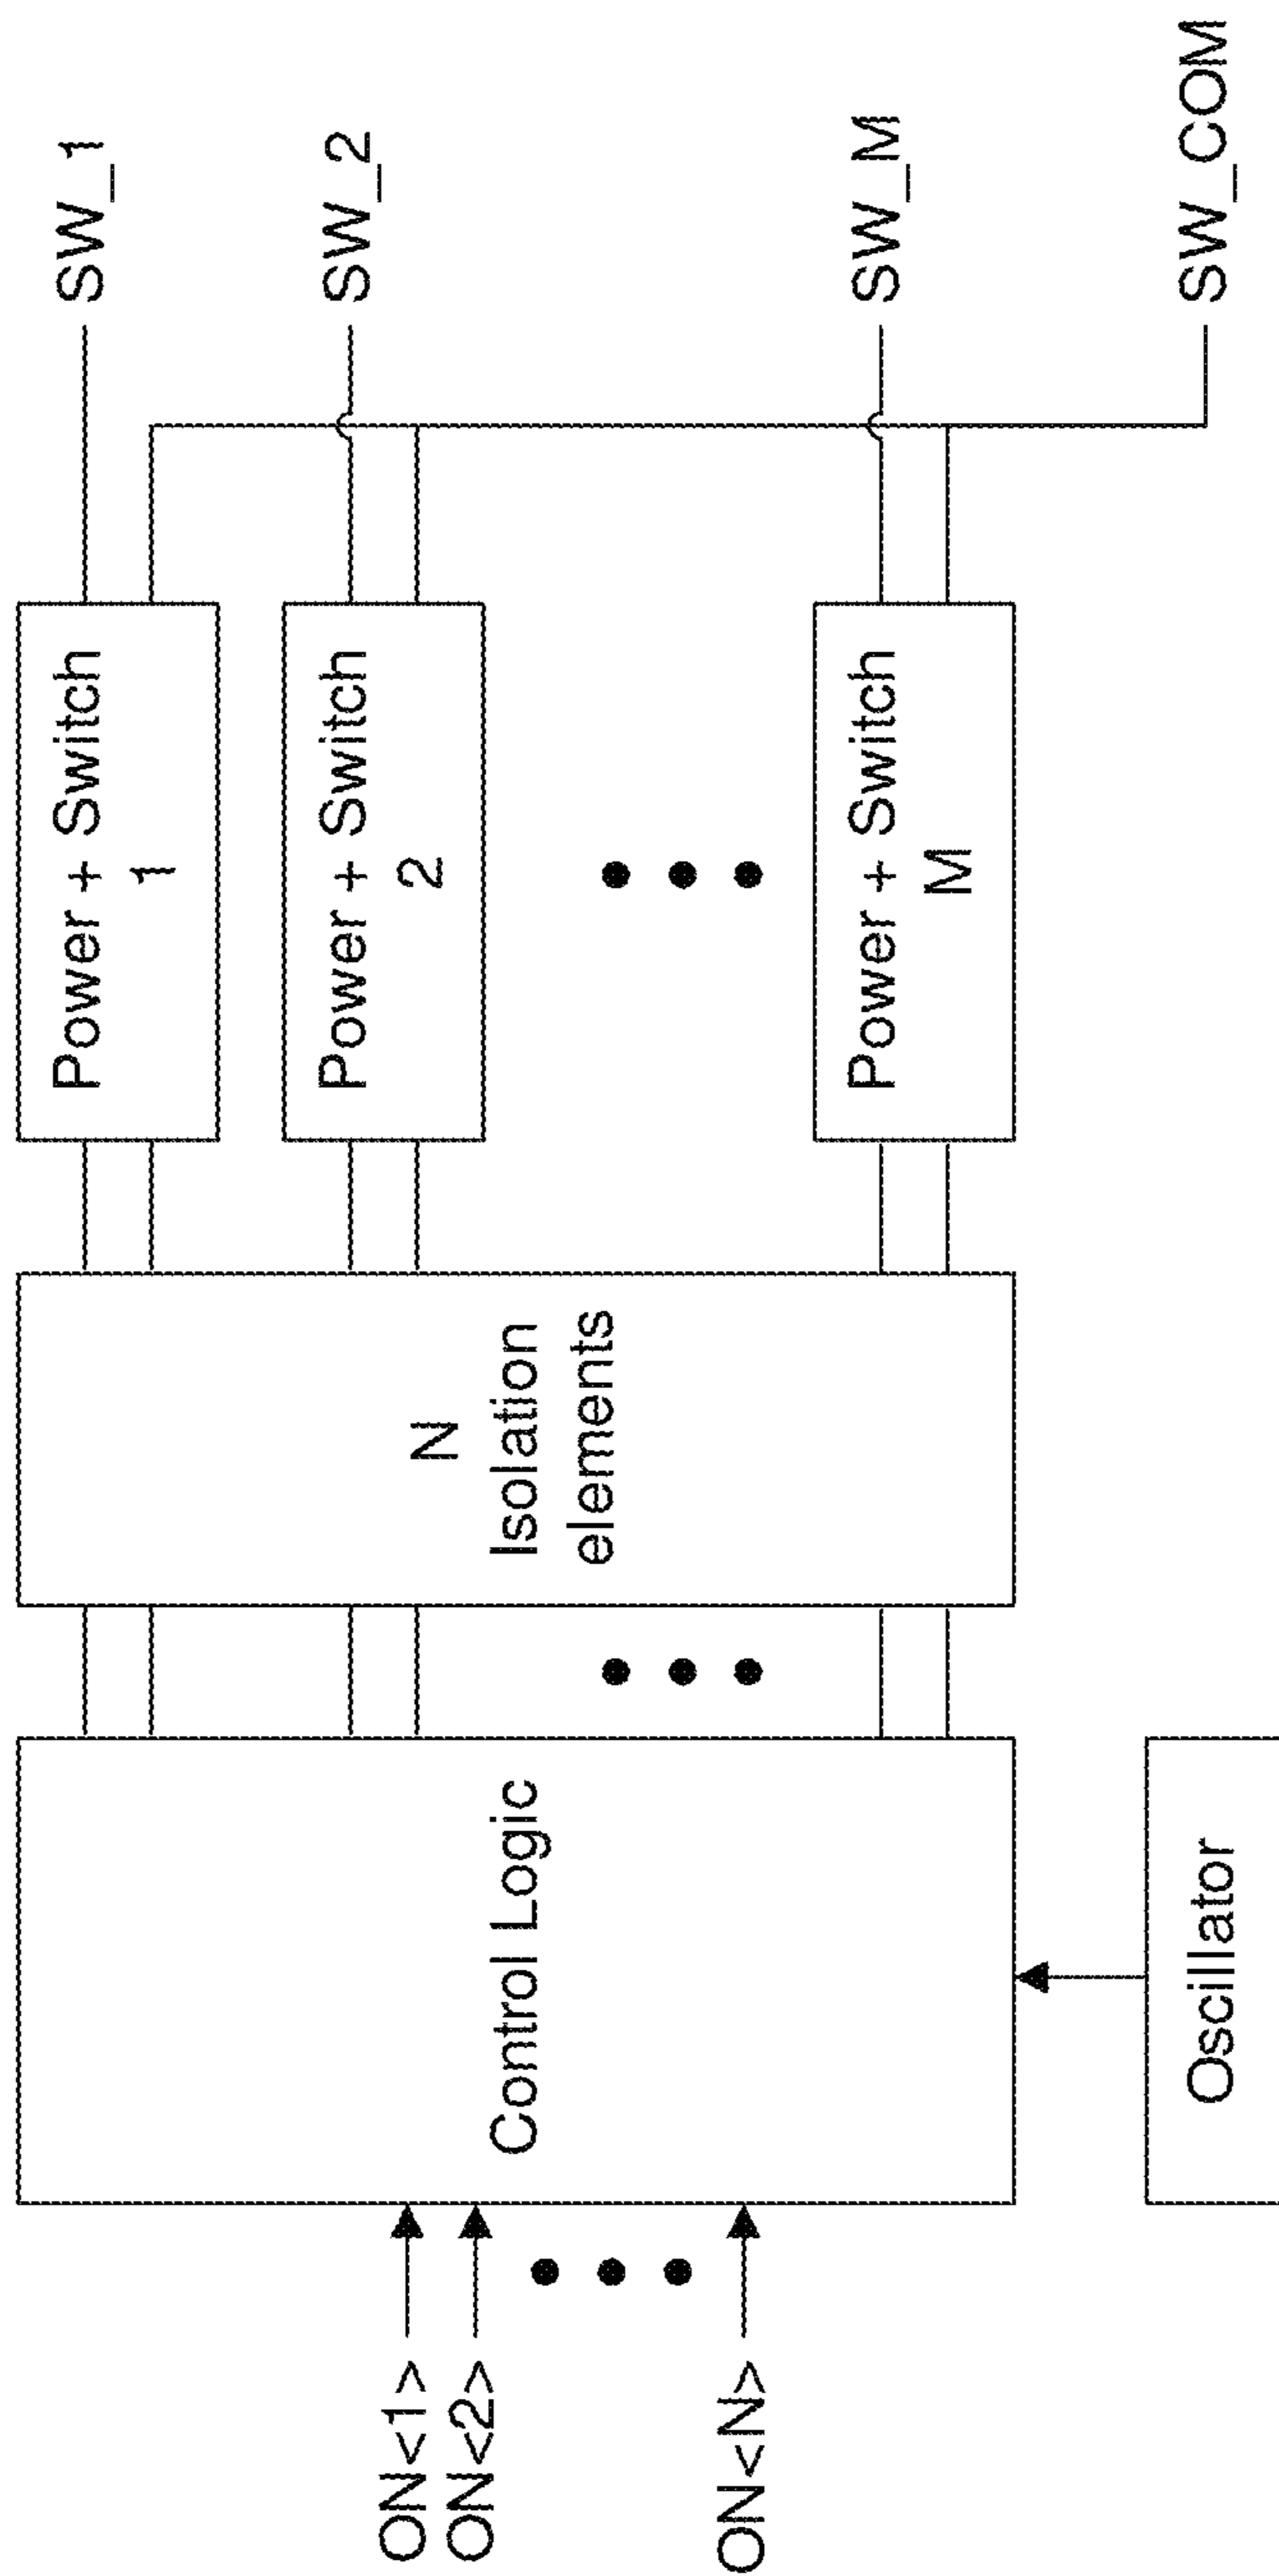 ON<1>
ON<2>
ON<N>
Control Logic
Oscillator
N
Isolation
elements
Power + Switch
1
Power + Switch
2
Power + Switch
M
SW_1
SW_2
SW_M
SW_COM